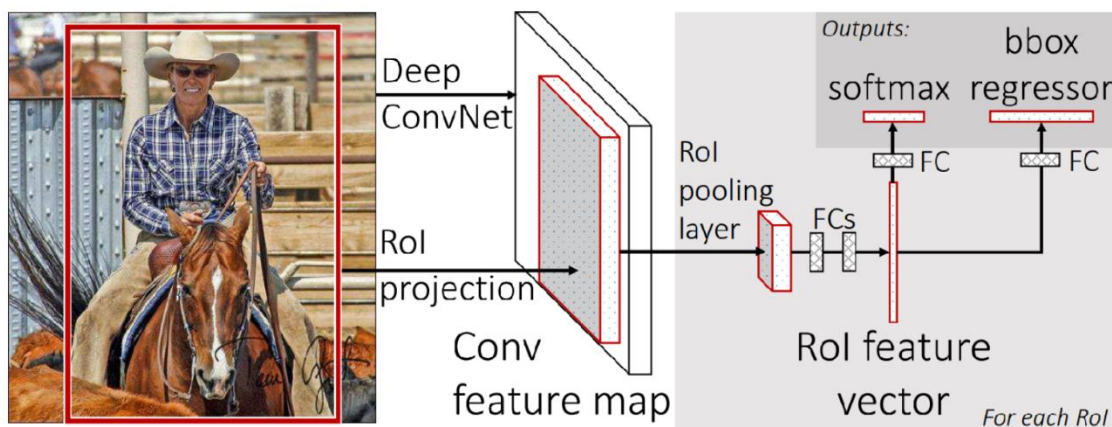 Deep
ConvNet
RoI
projection
Conv
feature map
RoI
pooling
layer
FCs
RoI feature
vector
Outputs:
softmax
bbox
regressor
FC
FC
For each RoI